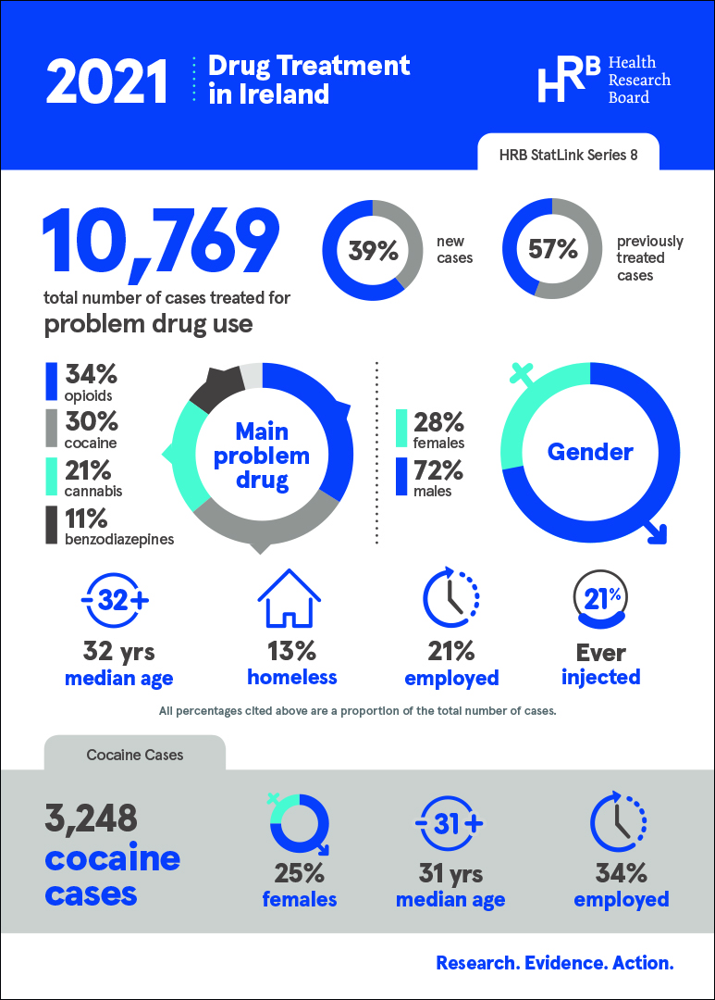 2021
Drug Treatment
in Ireland
HRB
Health
Research
Board
HRB StatLink Series 8
10,769
total number of cases treated for
problem drug use
39%
new
cases
57%
previously
treated
cases
34%
opioids
30%
cocaine
21%
cannabis
11%
benzodiazepines
Main
problem
drug
28%
females
72%
males
Gender
32
32 yrs
median age
13%
homeless
21%
employed
21%
Ever
injected
All percentages cited above are a proportion of the total number of cases.
Cocaine Cases
3,248
cocaine
cases
25%
females
31
31 yrs
median age
34%
employed
Research. Evidence. Action.